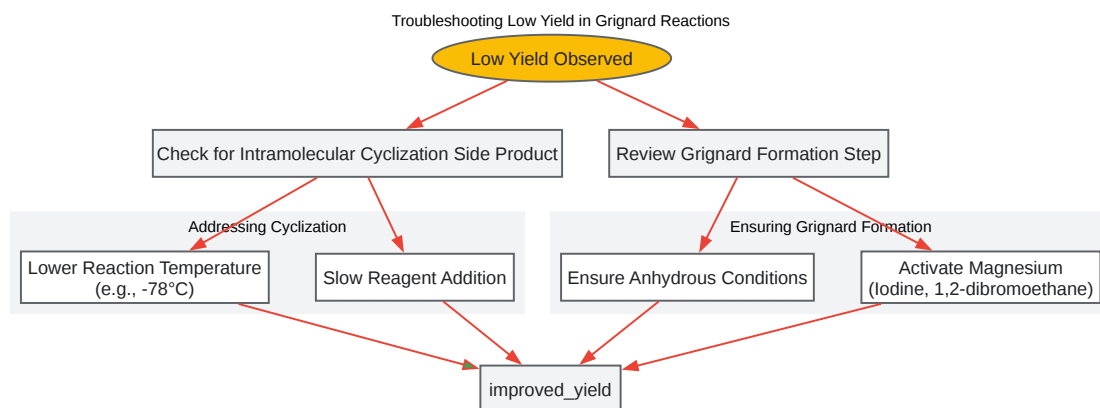 Troubleshooting Low Yield in Grignard Reactions
Low Yield Observed
Check for Intramolecular Cyclization Side Product
Review Grignard Formation Step
Addressing Cyclization
Ensuring Grignard Formation
Lower Reaction Temperature
(e.g., -78°C)
Slow Reagent Addition
Ensure Anhydrous Conditions
Activate Magnesium
(Iodine, 1,2-dibromoethane)
improved_yield